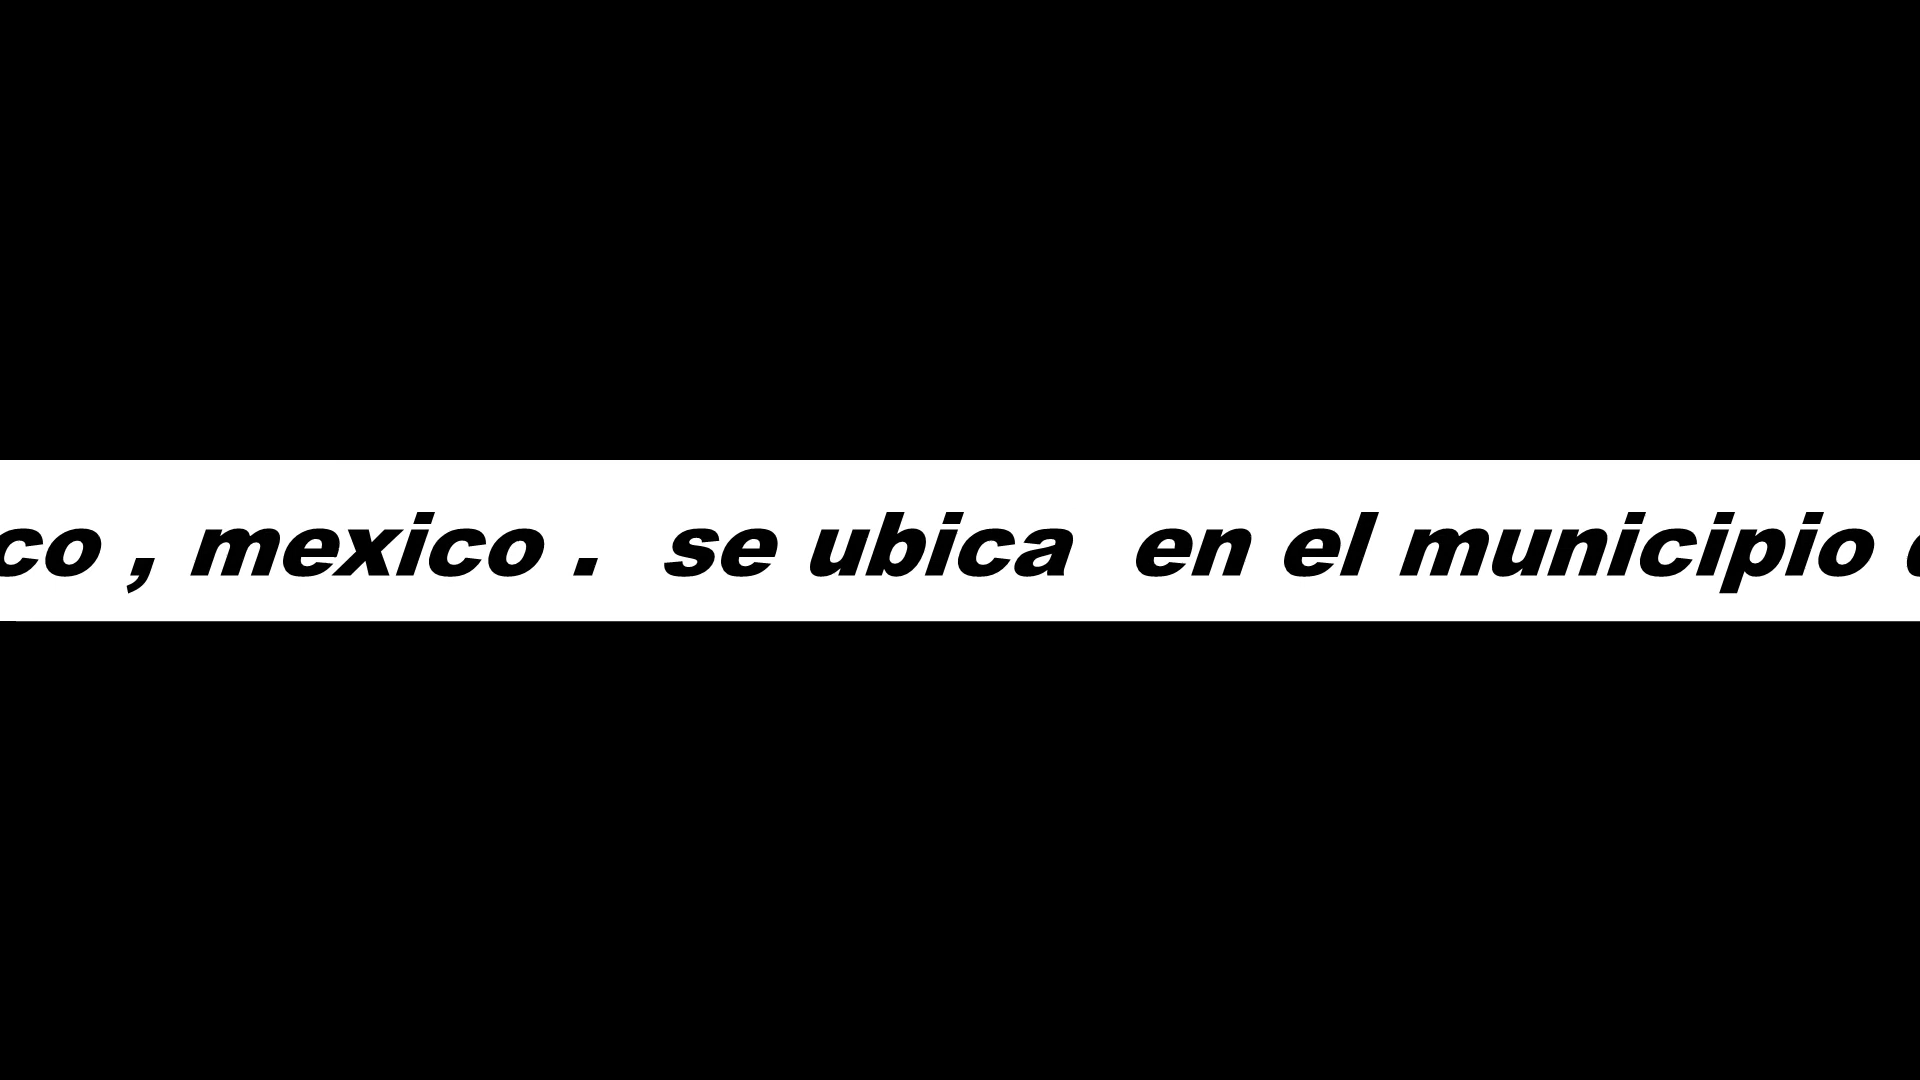 co , mexico .  se ubica  en el municipio